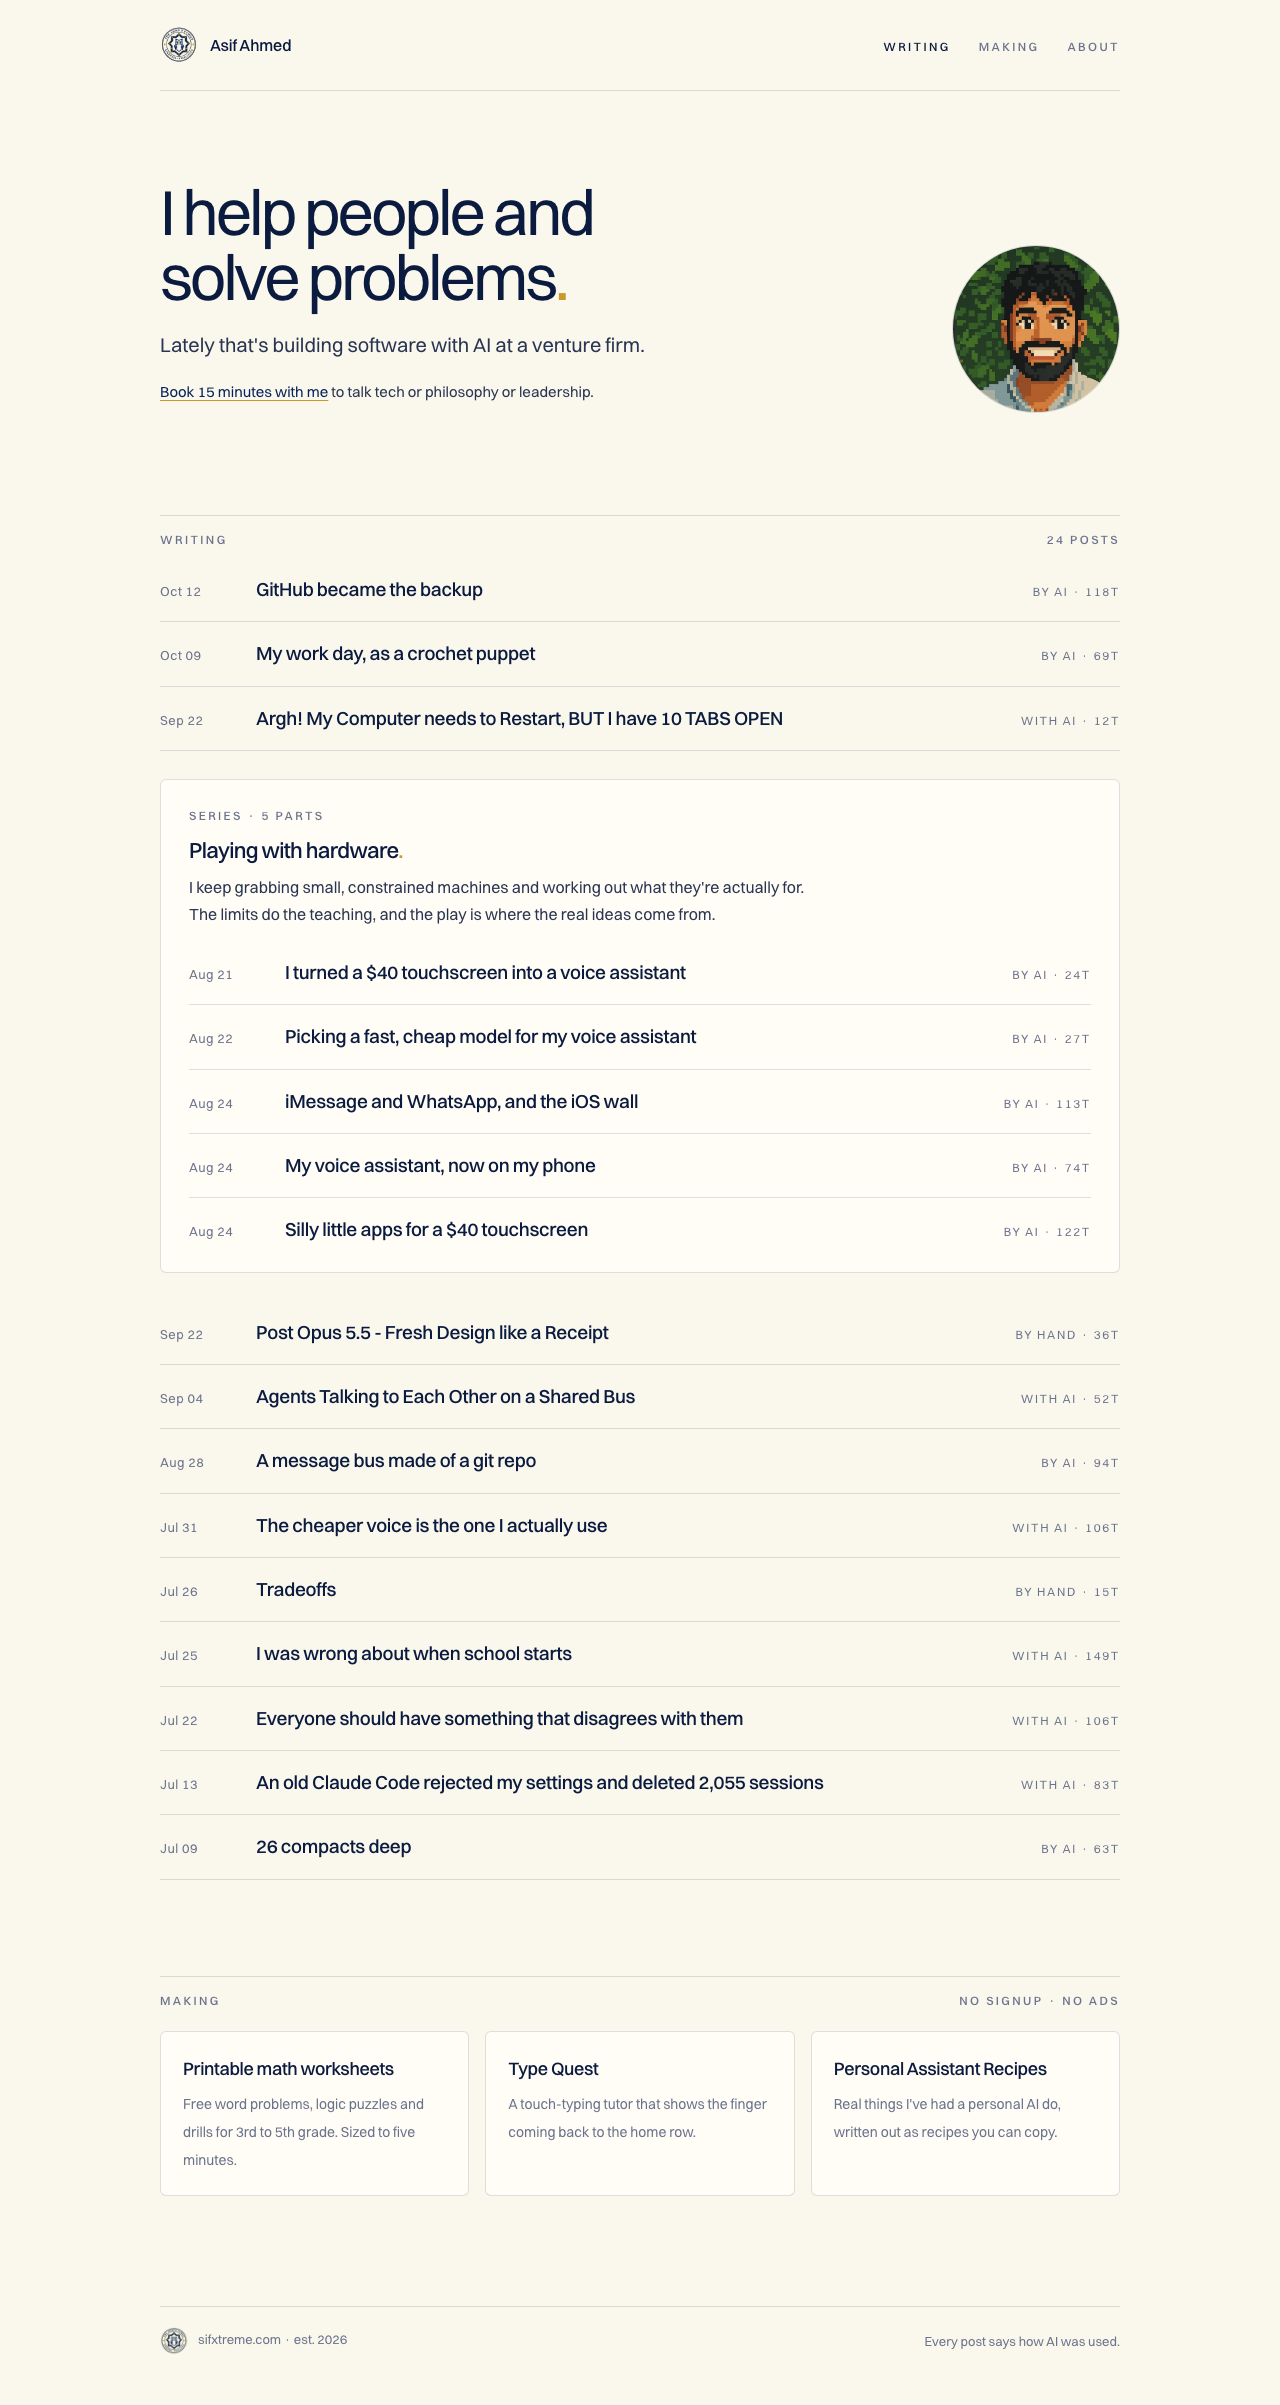 Asif Ahmed
WRITING MAKING ABOUT
I help people and
solve problems.
Lately that's building software with AI at a venture firm.
Book 15 minutes with me to talk tech or philosophy or leadership.
WRITING 24 POSTS
Oct 12 GitHub became the backup BY AI · 118T
Oct 09 My work day, as a crochet puppet BY AI · 69T
Sep 22 Argh! My Computer needs to Restart, BUT I have 10 TABS OPEN WITH AI · 12T
SERIES · 5 PARTS
Playing with hardware.
I keep grabbing small, constrained machines and working out what they're actually for.
The limits do the teaching, and the play is where the real ideas come from.
Aug 21 I turned a $40 touchscreen into a voice assistant BY AI · 24T
Aug 22 Picking a fast, cheap model for my voice assistant BY AI · 27T
Aug 24 iMessage and WhatsApp, and the iOS wall BY AI · 113T
Aug 24 My voice assistant, now on my phone BY AI · 74T
Aug 24 Silly little apps for a $40 touchscreen BY AI · 122T
Sep 22 Post Opus 5.5 - Fresh Design like a Receipt BY HAND · 36T
Sep 04 Agents Talking to Each Other on a Shared Bus WITH AI · 52T
Aug 28 A message bus made of a git repo BY AI · 94T
Jul 31 The cheaper voice is the one I actually use WITH AI · 106T
Jul 26 Tradeoffs BY HAND · 15T
Jul 25 I was wrong about when school starts WITH AI · 149T
Jul 22 Everyone should have something that disagrees with them WITH AI · 106T
Jul 13 An old Claude Code rejected my settings and deleted 2,055 sessions WITH AI · 83T
Jul 09 26 compacts deep BY AI · 63T
MAKING NO SIGNUP · NO ADS
Printable math worksheets
Free word problems, logic puzzles and
drills for 3rd to 5th grade. Sized to five
minutes.
Type Quest
A touch-typing tutor that shows the finger
coming back to the home row.
Personal Assistant Recipes
Real things I've had a personal AI do,
written out as recipes you can copy.
sifxtreme.com · est. 2026
Every post says how AI was used.